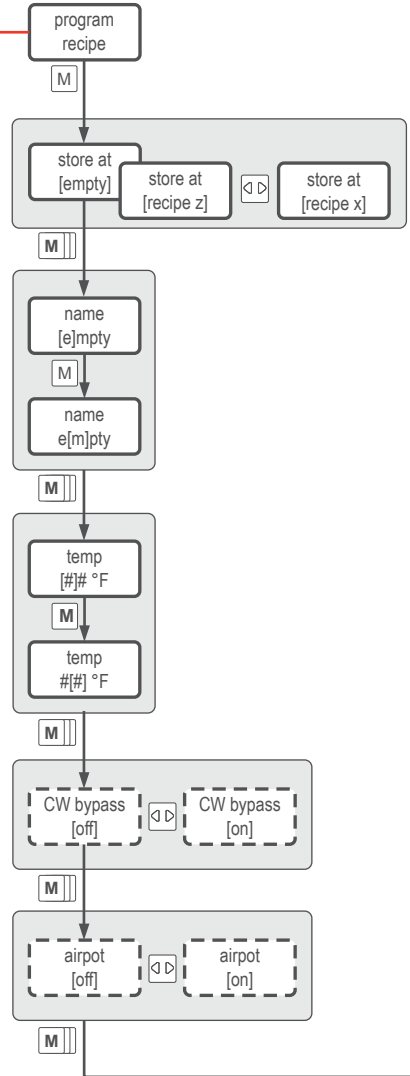 program
recipe
M
store at
[empty]
store at
[recipe z]
store at
[recipe x]
M
name
[e]mpty
M
name
e[m]pty
M
temp
[#]# °F
M
temp
#[#] °F
M
CW bypass
[off]
CW bypass
[on]
M
airpot
[off]
airpot
[on]
M